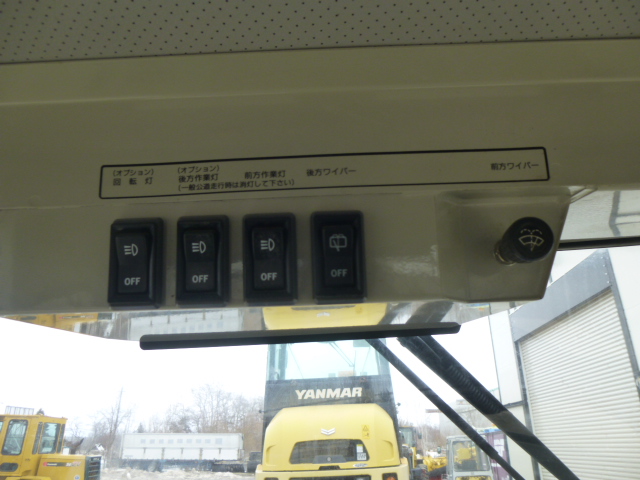 (オプション)
回 転 灯
(オプション)
後方作業灯
前方作業灯
(一般公道走行時は消灯して下さい)
後方ワイパー
前方ワイパー
OFF
OFF
OFF
OFF
YANMAR